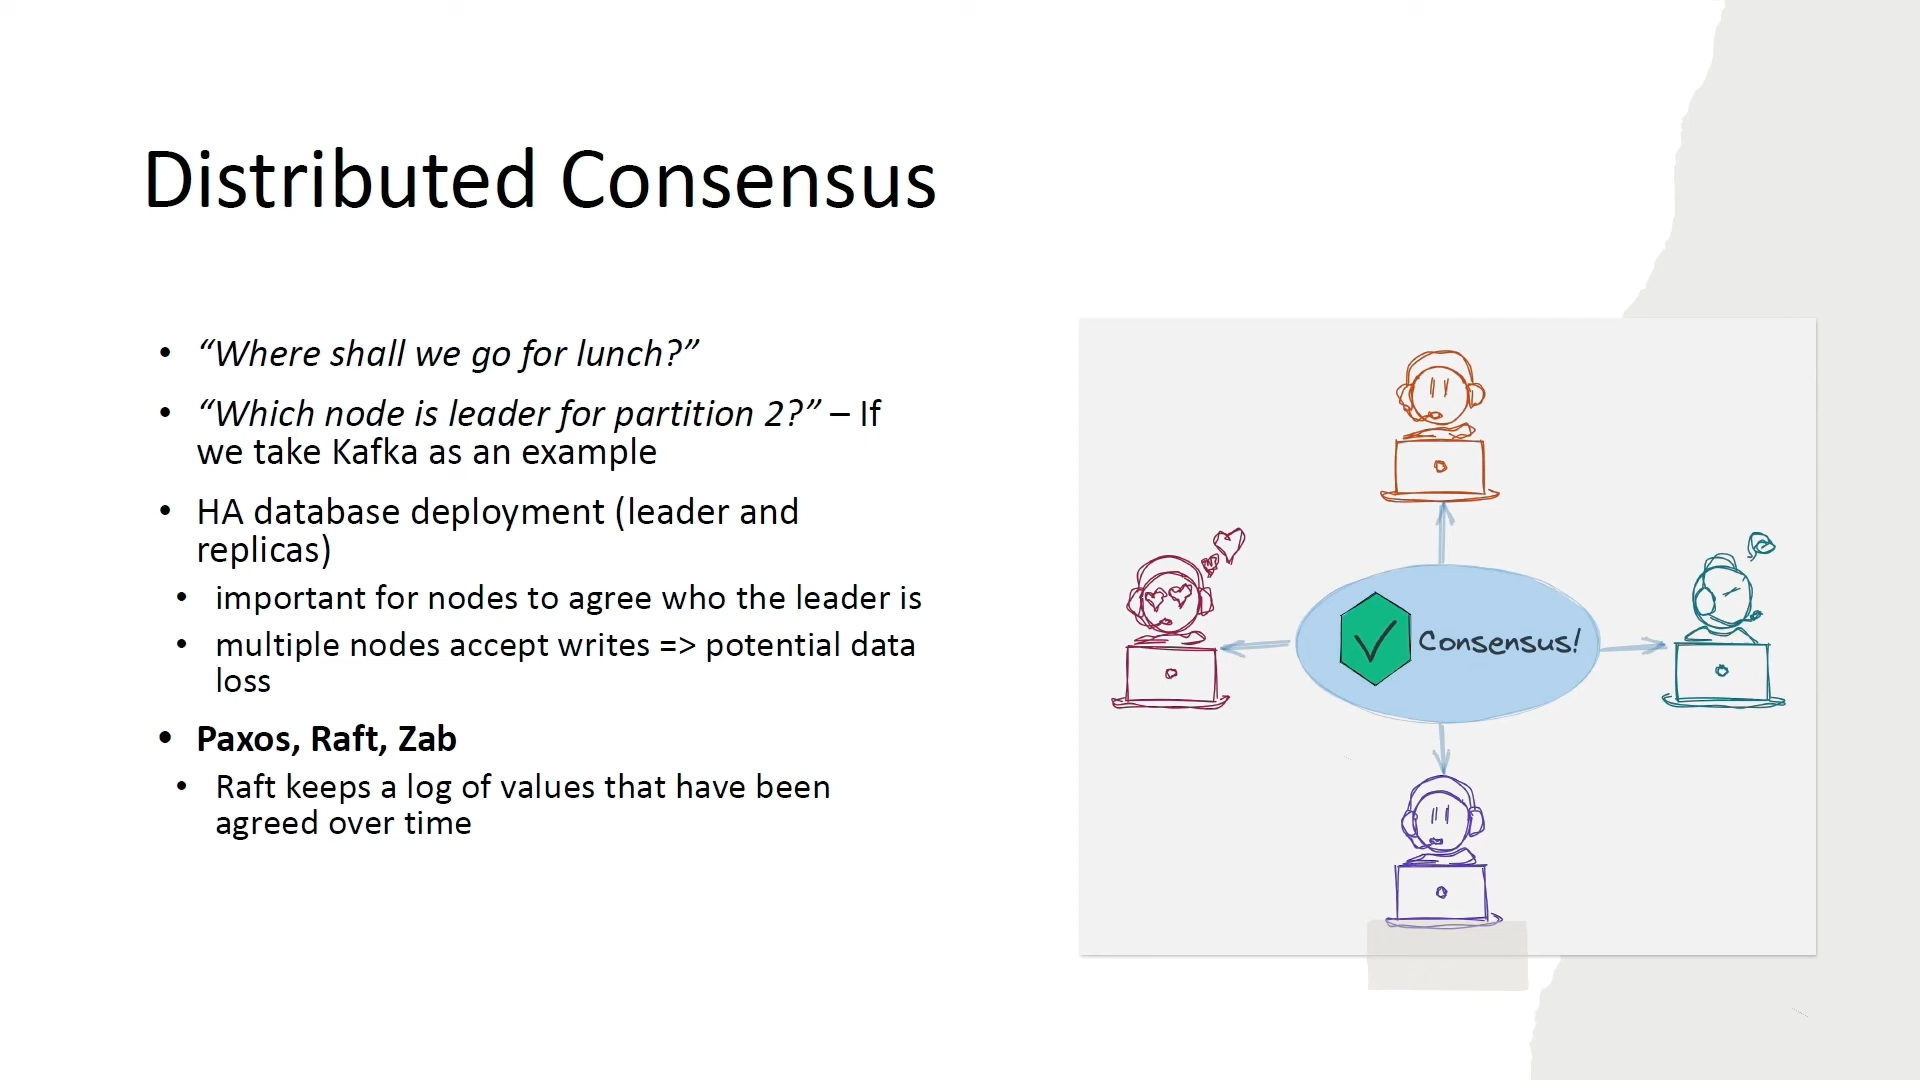 Distributed Consensus
• “Where shall we go for lunch?”
• “Which node is leader for partition 2?” – If
we take Kafka as an example
• HA database deployment (leader and
replicas)
• important for nodes to agree who the leader is
• multiple nodes accept writes => potential data
loss
• Paxos, Raft, Zab
• Raft keeps a log of values that have been
agreed over time
Consensus!